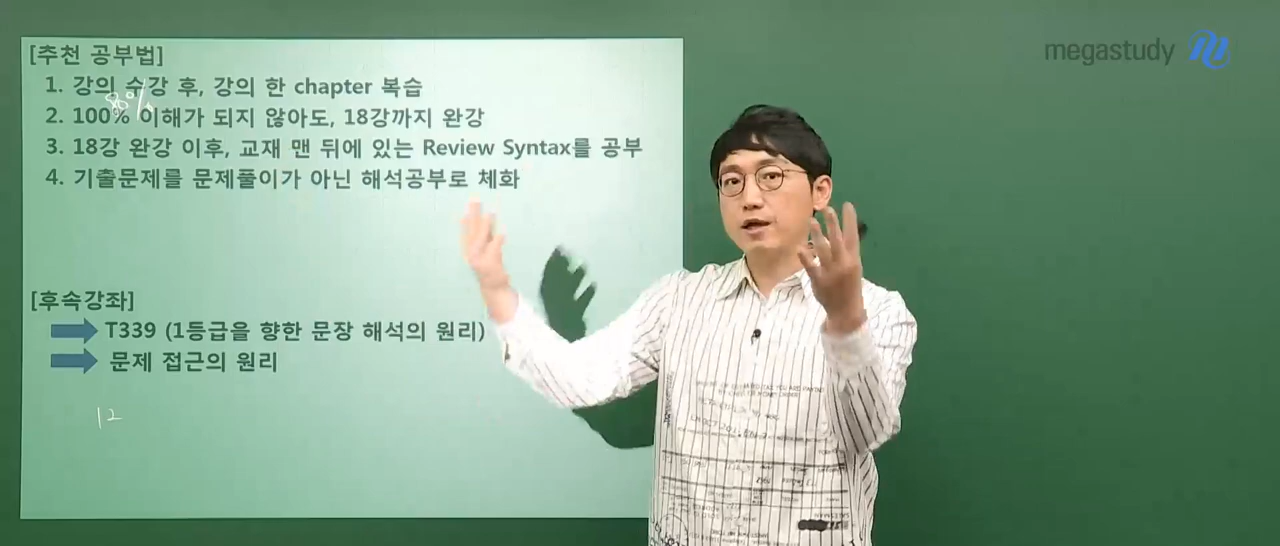 megastudy
[추천 공부법]
1. 강의 수강 후, 강의 한 chapter 복습
80%
2. 100% 이해가 되지 않아도, 18강까지 완강
3. 18강 완강 이후, 교재 맨 뒤에 있는 Review Syntax를 공부
4. 기출문제를 문제풀이가 아닌 해석공부로 체화
[후속강좌]
T339 (1등급을 향한 문장 해석의 원리)
문제 접근의 원리
12